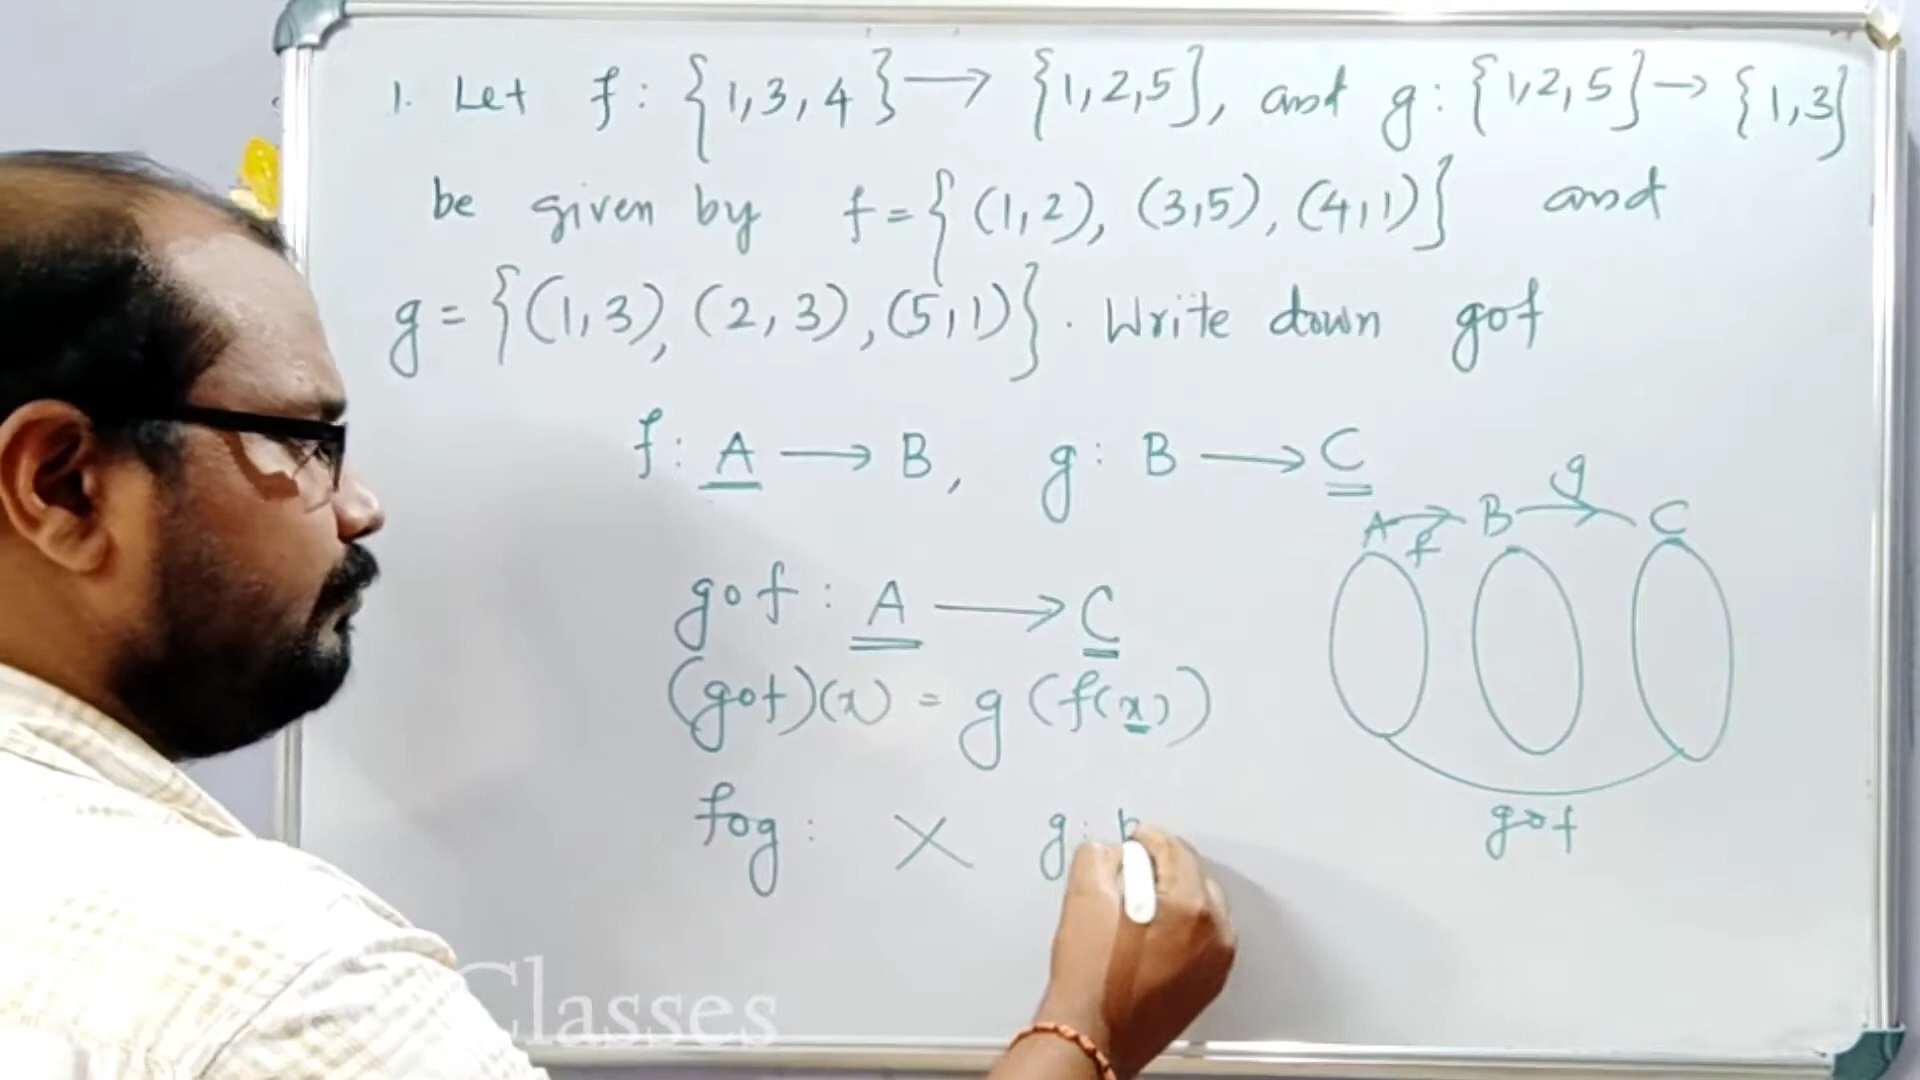 1. Let f : {1,3,4} → {1,2,5}, and g : {1,2,5} → {1,3}
be given by f = {(1,2), (3,5), (4,1)} and
g = {(1,3), (2,3), (5,1)}. Write down gof
f : A → B, g : B → C
A f B g C
gof : A → C
(gof)(x) = g(f(x))
fog : X g :
gof
Classes